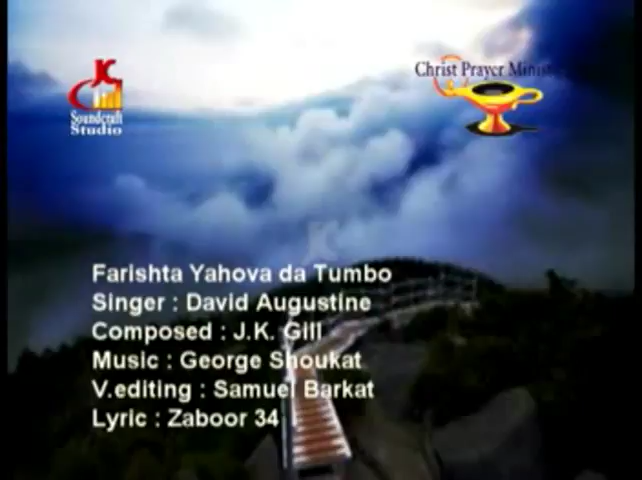 JC
Soundcraft
Studio
Christ Prayer
Farishta Yahova da Tumbo
Singer : David Augustine
Composed : J.K. Gill
Music : George Shoukat
V.editing : Samuel Barkat
Lyric : Zaboor 34